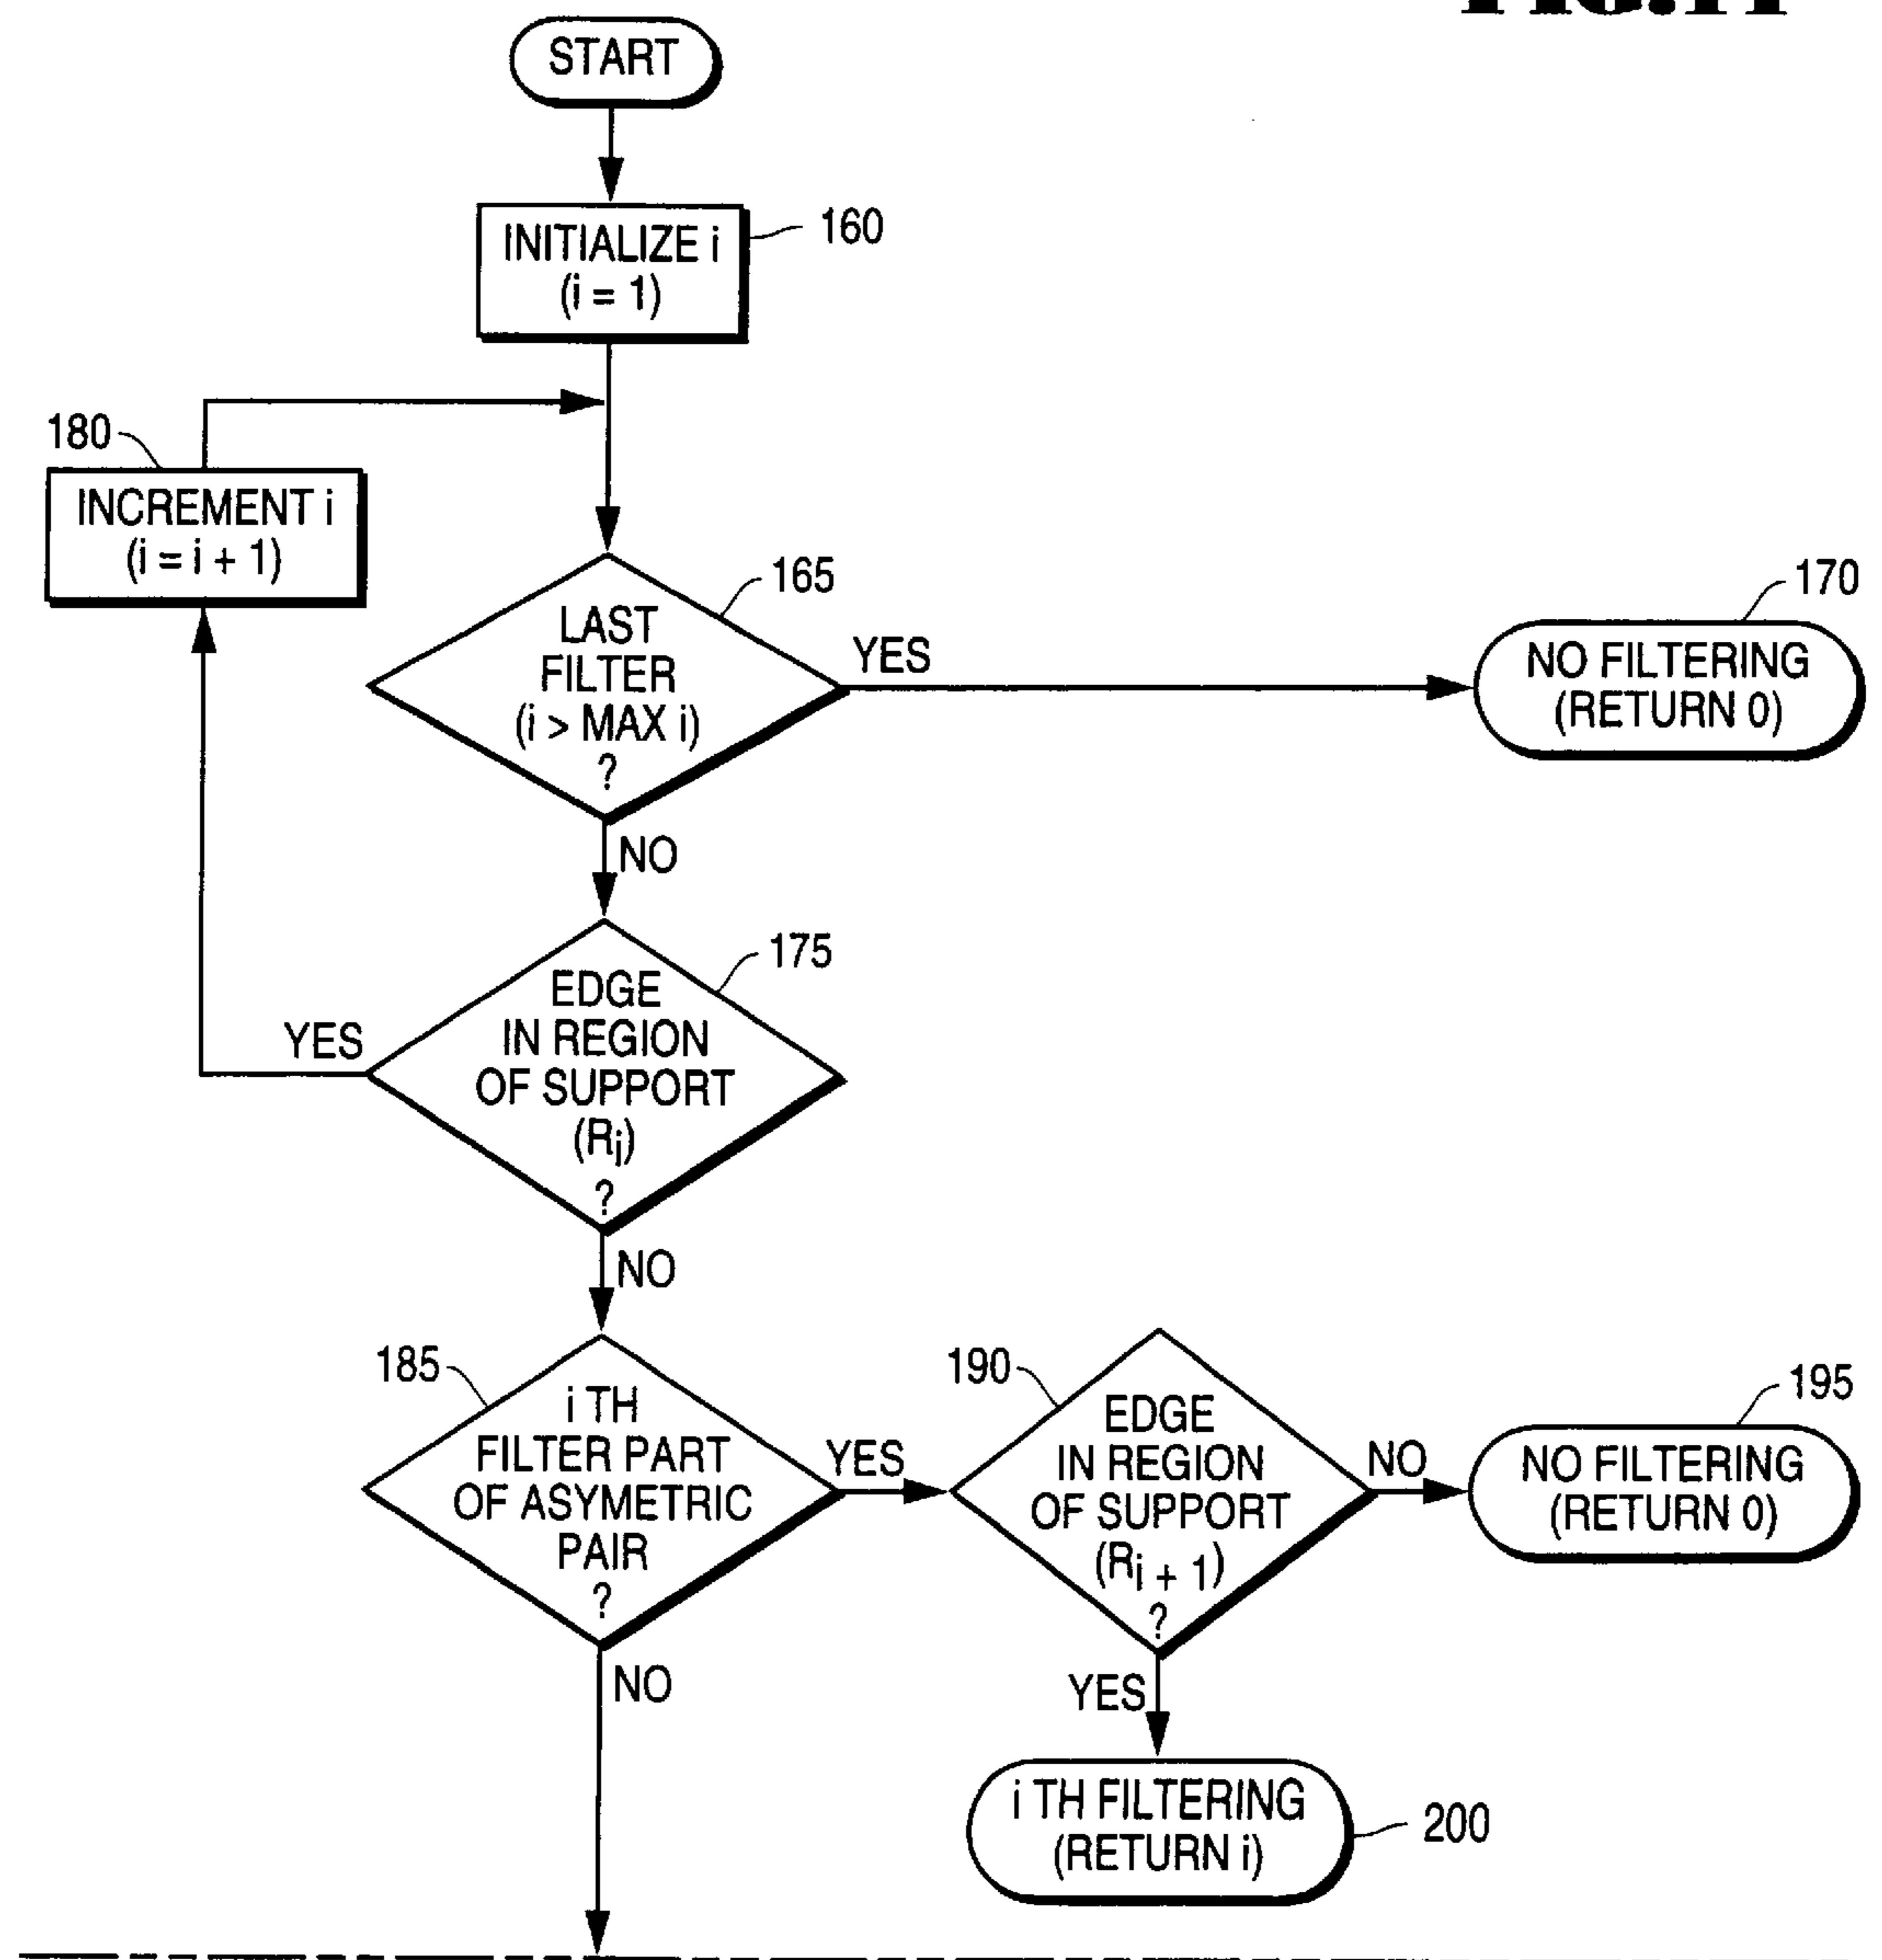 START
INITIALIZE i
(i = 1)
160
180
INCREMENT i
(i = i + 1)
165
LAST
FILTER
(i > MAX i)
?
YES
170
NO FILTERING
(RETURN 0)
NO
175
EDGE
IN REGION
OF SUPPORT
(Ri)
?
YES
NO
185
i TH
FILTER PART
OF ASYMETRIC
PAIR
?
YES
190
EDGE
IN REGION
OF SUPPORT
(Ri + 1)
?
NO
195
NO FILTERING
(RETURN 0)
NO
YES
i TH FILTERING
(RETURN i)
200